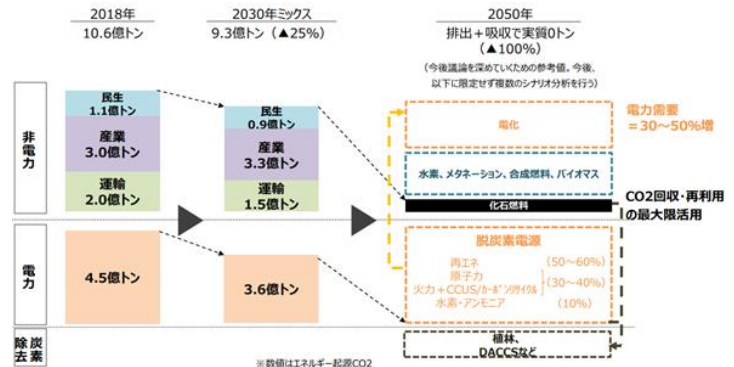 2018年
10.6億トン
2030年ミックス
9.3億トン（▲25%）
2050年
排出＋吸収で実質0トン
（▲100%）
（今後議論を深めていくための参考値。今後、
以下に限定せず複数のシナリオ分析を行う）
非電力
民生
1.1億トン
産業
3.0億トン
運輸
2.0億トン
民生
0.9億トン
産業
3.3億トン
運輸
1.5億トン
電化
電力需要
＝30～50%増
水素、メタネーション、合成燃料、バイオマス
化石燃料
CO2回収・再利用
の最大限活用
電力
4.5億トン
3.6億トン
脱炭素電源
再エネ （50～60%）
原子力
火力＋CCUS/カーボンリサイクル （30～40%）
水素・アンモニア （10%）
炭素除去
植林、
DACCSなど
※数値はエネルギー起源CO2